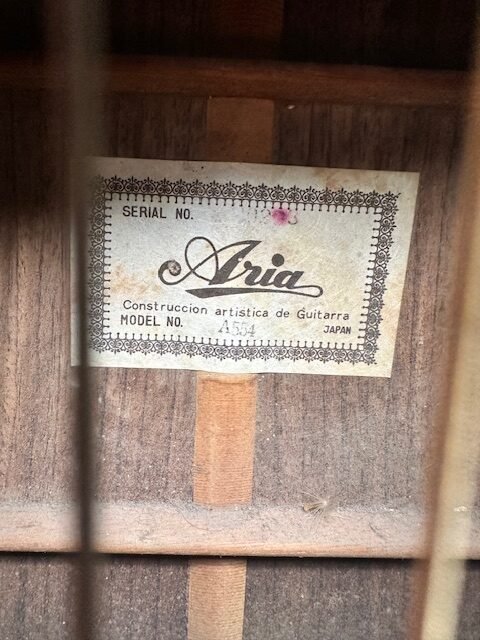 SERIAL NO.
Aria
Construccion artistica de Guitarra
MODEL NO. A554 JAPAN